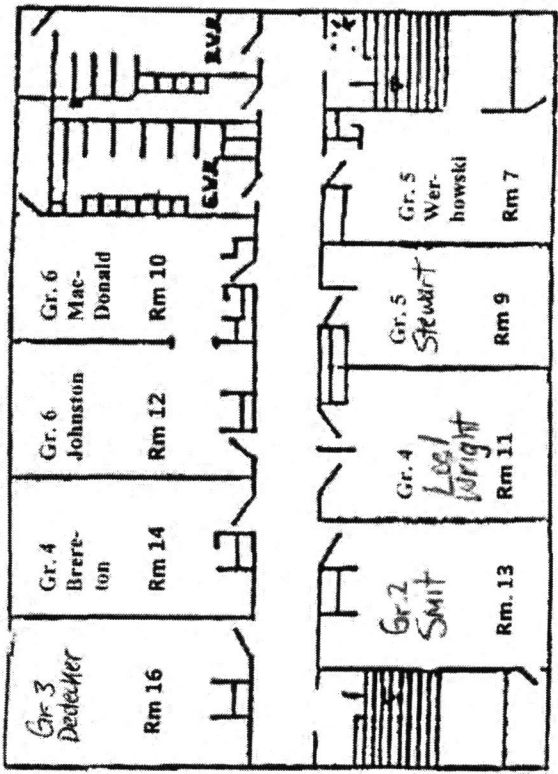 Gr. 3
Dedecker
Rm 16
Gr. 4
Brere-
ton
Rm 14
Gr. 6
Johnston
Rm 12
Gr. 6
Mac-
Donald
Rm 10
G.W.R
B.W.R
Gr. 2
Smit
Rm. 13
Gr. 4
Wright
Rm 11
Gr. 5
Stewart
Rm 9
Gr. 5
Wer-
howski
Rm 7